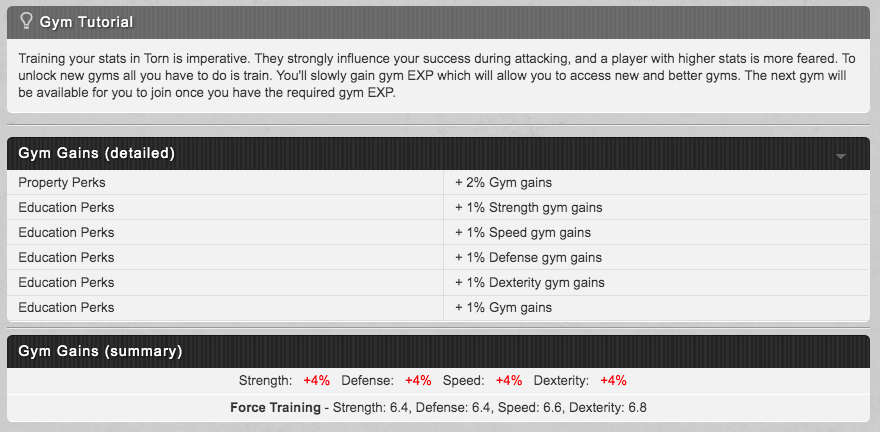 Gym Tutorial
Training your stats in Torn is imperative. They strongly influence your success during attacking, and a player with higher stats is more feared. To
unlock new gyms all you have to do is train. You'll slowly gain gym EXP which will allow you to access new and better gyms. The next gym will
be available for you to join once you have the required gym EXP.
Gym Gains (detailed)
Property Perks + 2% Gym gains
Education Perks + 1% Strength gym gains
Education Perks + 1% Speed gym gains
Education Perks + 1% Defense gym gains
Education Perks + 1% Dexterity gym gains
Education Perks + 1% Gym gains
Gym Gains (summary)
Strength: +4% Defense: +4% Speed: +4% Dexterity: +4%
Force Training - Strength: 6.4, Defense: 6.4, Speed: 6.6, Dexterity: 6.8